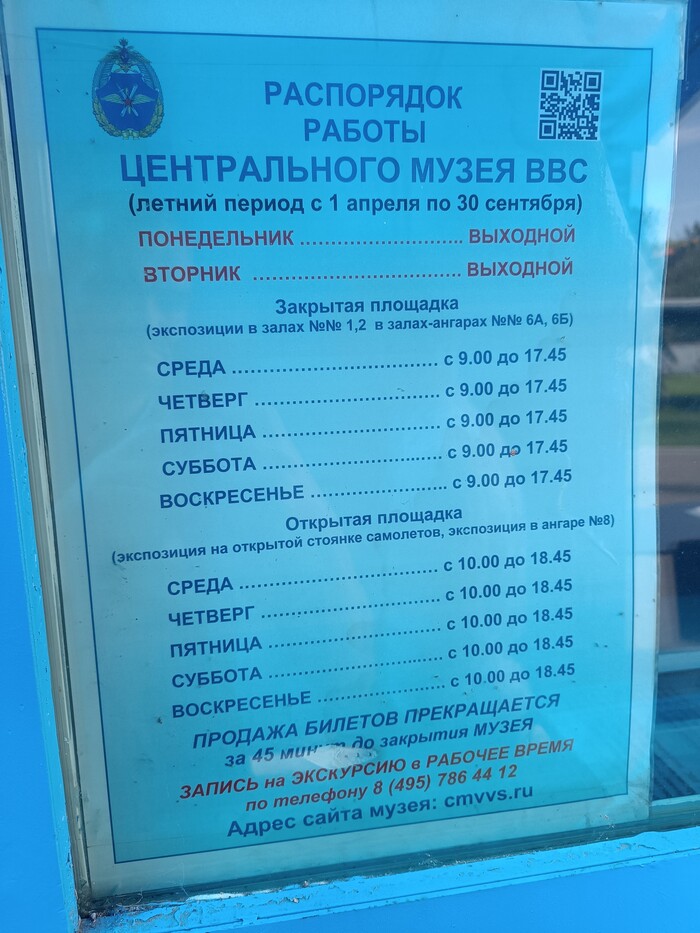 РАСПОРЯДОК
РАБОТЫ
ЦЕНТРАЛЬНОГО МУЗЕЯ ВВС
(летний период с 1 апреля по 30 сентября)
ПОНЕДЕЛЬНИК ............................ ВЫХОДНОЙ
ВТОРНИК .................................... ВЫХОДНОЙ
Закрытая площадка
(экспозиции в залах №№ 1,2 в залах-ангарах №№ 6А, 6Б)
СРЕДА ...................................... с 9.00 до 17.45
ЧЕТВЕРГ .................................. с 9.00 до 17.45
ПЯТНИЦА ................................. с 9.00 до 17.45
СУББОТА ................................. с 9.00 до 17.45
ВОСКРЕСЕНЬЕ ......................... с 9.00 до 17.45
Открытая площадка
(экспозиция на открытой стоянке самолетов, экспозиция в ангаре №8)
СРЕДА .................................... с 10.00 до 18.45
ЧЕТВЕРГ ................................ с 10.00 до 18.45
ПЯТНИЦА ............................... с 10.00 до 18.45
СУББОТА ............................... с 10.00 до 18.45
ВОСКРЕСЕНЬЕ ....................... с 10.00 до 18.45
ПРОДАЖА БИЛЕТОВ ПРЕКРАЩАЕТСЯ
за 45 минут до закрытия МУЗЕЯ
ЗАПИСЬ на ЭКСКУРСИЮ в РАБОЧЕЕ ВРЕМЯ
по телефону 8 (495) 786 44 12
Адрес сайта музея: cmvvs.ru